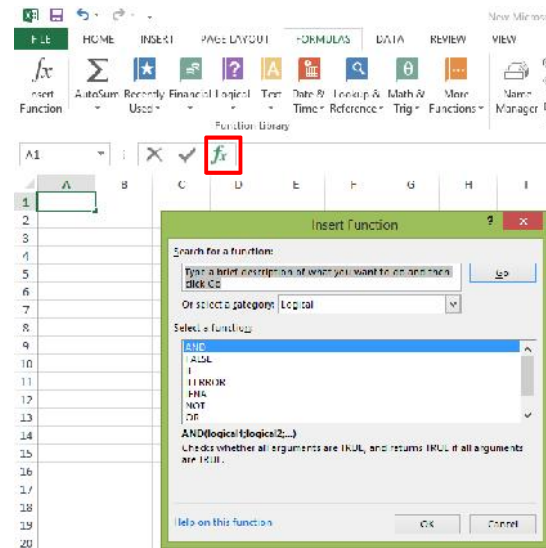 New Micros
FILE HOME INSERT PAGE LAYOUT FORMULAS DATA REVIEW VIEW
fx Σ ? A θ
Insert Function AutoSum Recently Used Financial Logical Text Date & Time Lookup & Reference Math & Trig More Functions Name Manager
Function Library
A1 fx
A B C D E F G H I
1
2
Insert Function ? x
3
Search for a function:
4
5
Type a brief description of what you want to do and then click Go
Go
6
7
Or select a category: Logical
8
Select a function:
9
AND
10
FALSE
11
IF
IFERROR
12
IFNA
NOT
13
OR
14
AND(logical1;logical2;...)
15
Checks whether all arguments are TRUE, and returns TRUE if all arguments are TRUE.
16
17
18
19
Help on this function OK Cancel
20